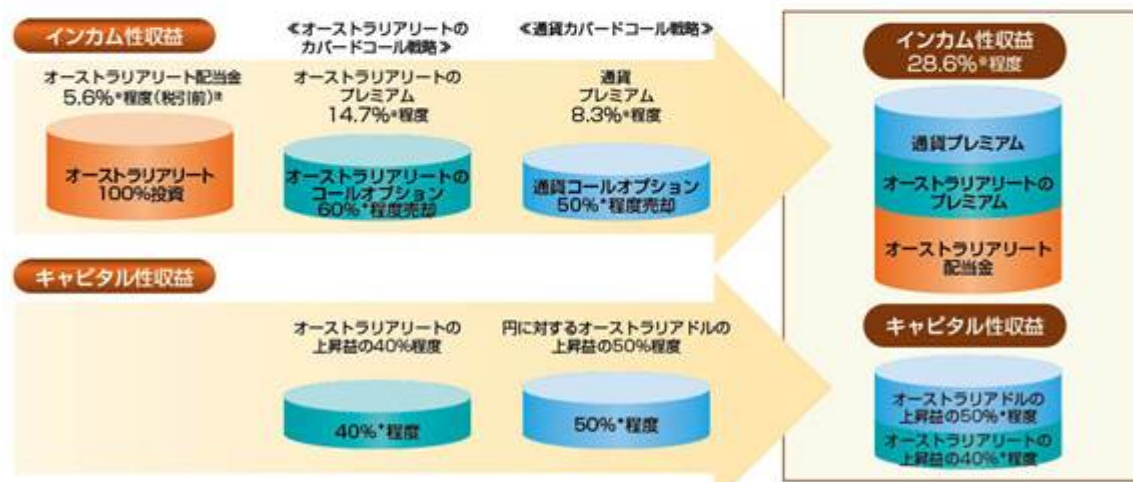 インカム性収益
オーストラリアリート配当金
5.6%*程度(税引前)※
オーストラリアリート
100%投資
≪オーストラリアリートの
カバードコール戦略≫
オーストラリアリートの
プレミアム
14.7%*程度
オーストラリアリートの
コールオプション
60%*程度売却
≪通貨カバードコール戦略≫
通貨
プレミアム
8.3%*程度
通貨コールオプション
50%*程度売却
キャピタル性収益
オーストラリアリートの
上昇益の40%程度
40%*程度
円に対するオーストラリアドルの
上昇益の50%程度
50%*程度
インカム性収益
28.6%*程度
通貨プレミアム
オーストラリアリートの
プレミアム
オーストラリアリート
配当金
キャピタル性収益
オーストラリアドルの
上昇益の50%*程度
オーストラリアリートの
上昇益の40%*程度